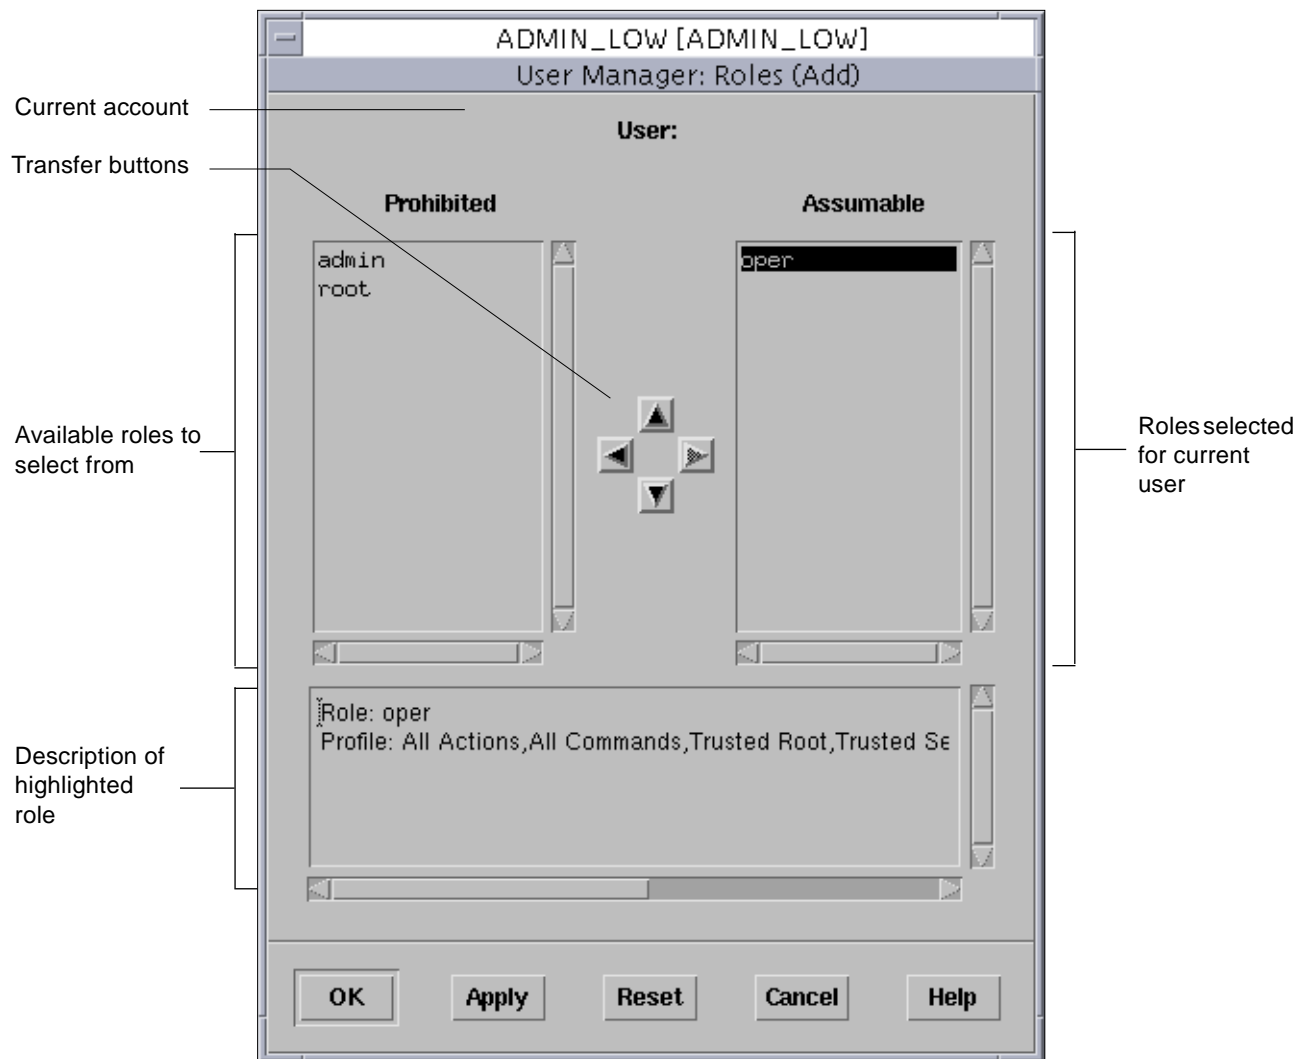 ADMIN_LOW [ADMIN_LOW]
User Manager: Roles (Add)
Current account
User:
Transfer buttons
Prohibited
Assumable
admin
root
oper
Available roles to
select from
Roles selected
for current
user
Role: oper
Profile: All Actions,All Commands,Trusted Root,Trusted Se
Description of
highlighted
role
OK
Apply
Reset
Cancel
Help